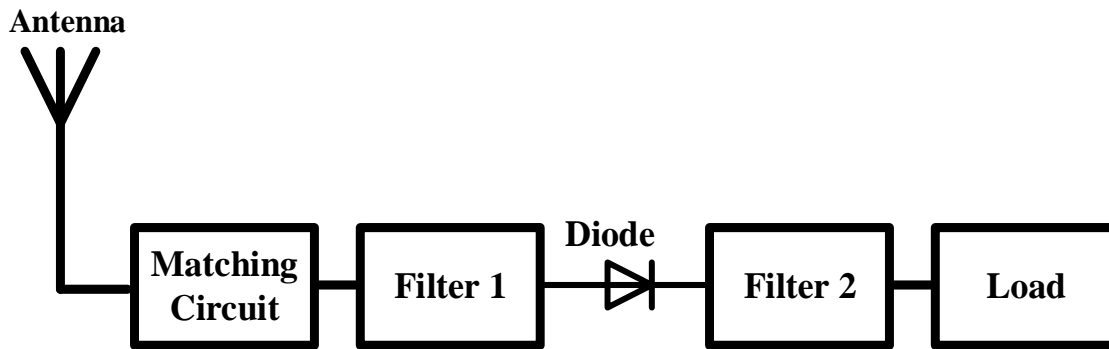 Antenna
Matching
Circuit
Filter 1
Diode
Filter 2
Load